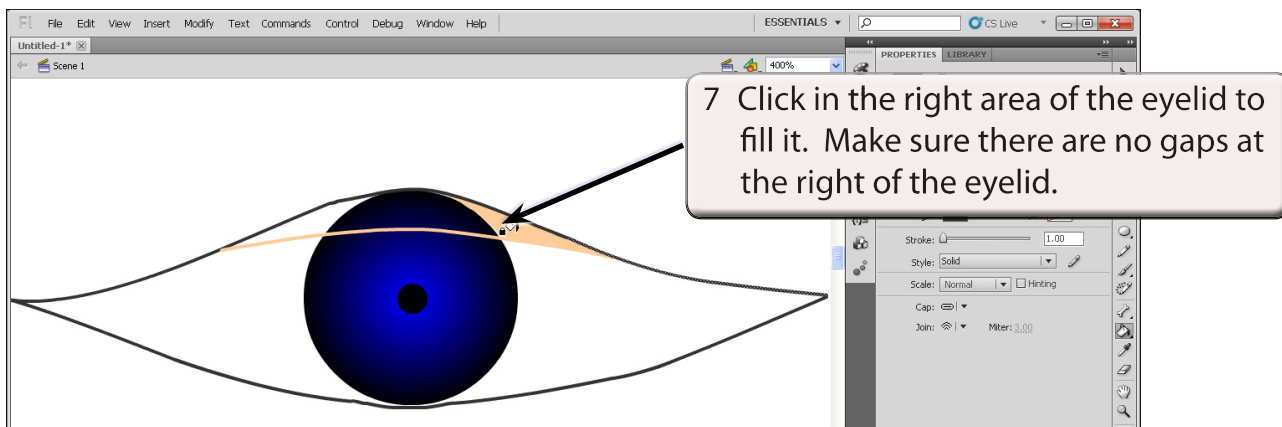 Fl File Edit View Insert Modify Text Commands Control Debug Window Help ESSENTIALS CS Live
Untitled-1*
Scene 1 400%
PROPERTIES LIBRARY
7 Click in the right area of the eyelid to
fill it. Make sure there are no gaps at
the right of the eyelid.
Stroke: 1.00
Style: Solid
Scale: Normal Hinting
Cap:
Join: Miter: 3.00